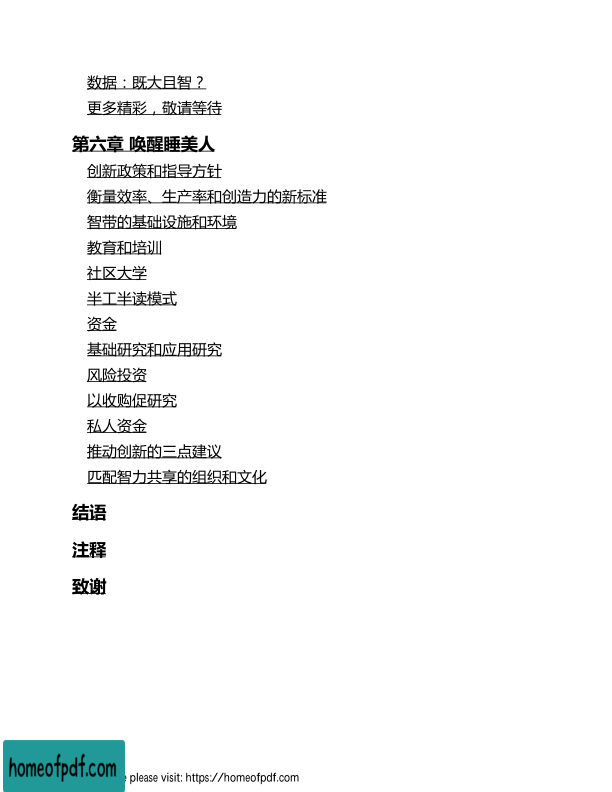 数据：既大且智？
更多精彩，敬请等待
第六章 唤醒睡美人
创新政策和指导方针
衡量效率、生产率和创造力的新标准
智带的基础设施和环境
教育和培训
社区大学
半工半读模式
资金
基础研究和应用研究
风险投资
以收购促研究
私人资金
推动创新的三点建议
匹配智力共享的组织和文化
结语
注释
致谢
homeofpdf.com
please visit: https://homeofpdf.com